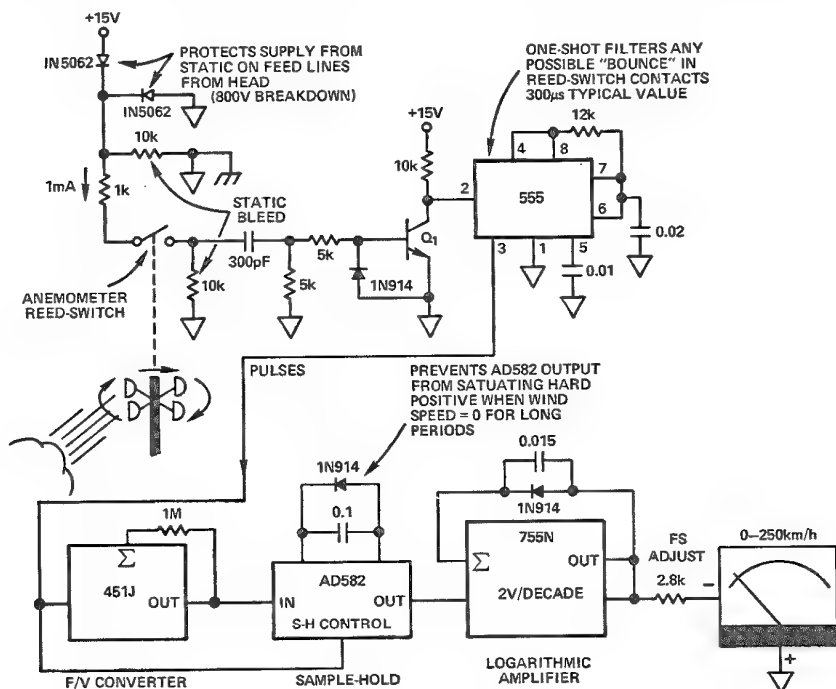 +15V
IN5062
PROTECTS SUPPLY FROM
STATIC ON FEED LINES
FROM HEAD
(800V BREAKDOWN)
IN5062
10k
1mA
1k
STATIC
BLEED
ANEMOMETER
REED-SWITCH
10k
300pF
5k
5k
1N914
+15V
10k
Q1
ONE-SHOT FILTERS ANY
POSSIBLE "BOUNCE" IN
REED-SWITCH CONTACTS
300µs TYPICAL VALUE
12k
4
8
2
555
7
6
3
1
5
0.02
0.01
PULSES
PREVENTS AD582 OUTPUT
FROM SATUATING HARD
POSITIVE WHEN WIND
SPEED = 0 FOR LONG
PERIODS
1M
Σ
451J
OUT
F/V CONVERTER
1N914
0.1
AD582
IN
OUT
S-H CONTROL
SAMPLE-HOLD
0.015
1N914
755N
Σ
OUT
2V/DECADE
LOGARITHMIC
AMPLIFIER
FS
ADJUST
2.8k
0–250km/h
–
+